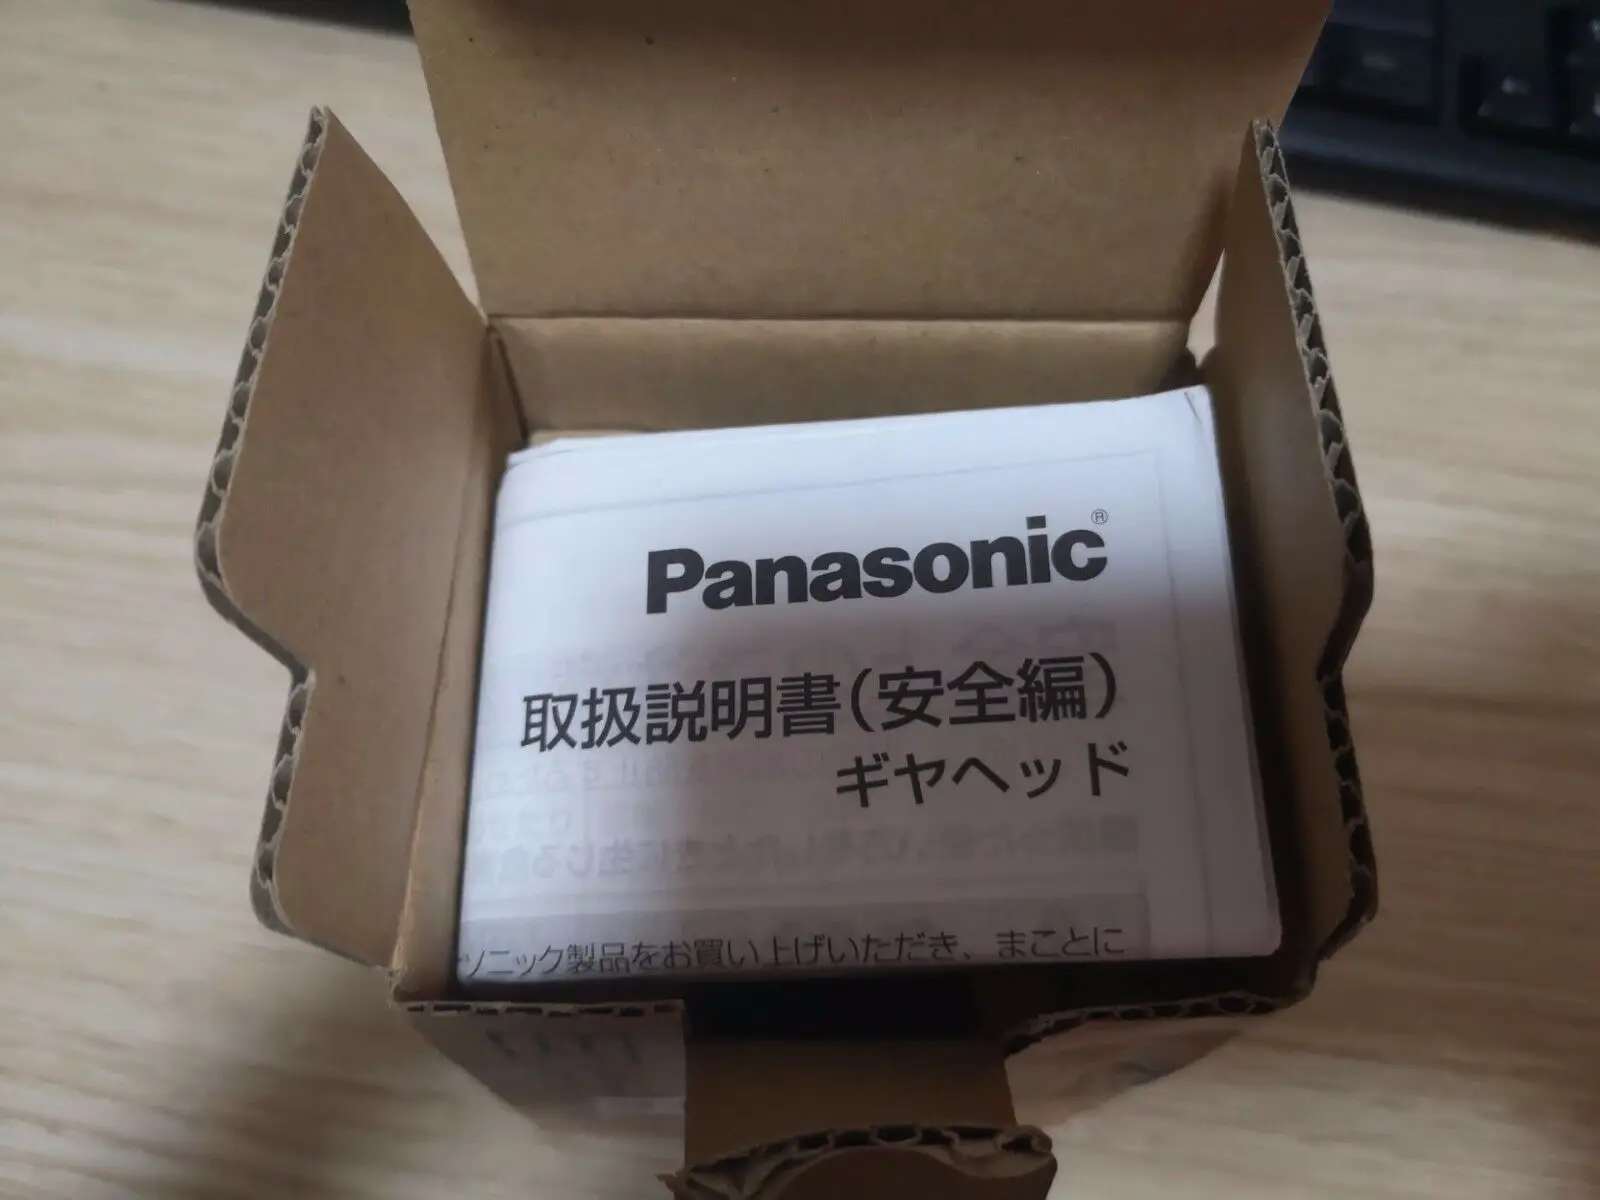 Panasonic®
取扱説明書(安全編)
ギヤヘッド
ソニック製品をお買い上げいただき、まことに